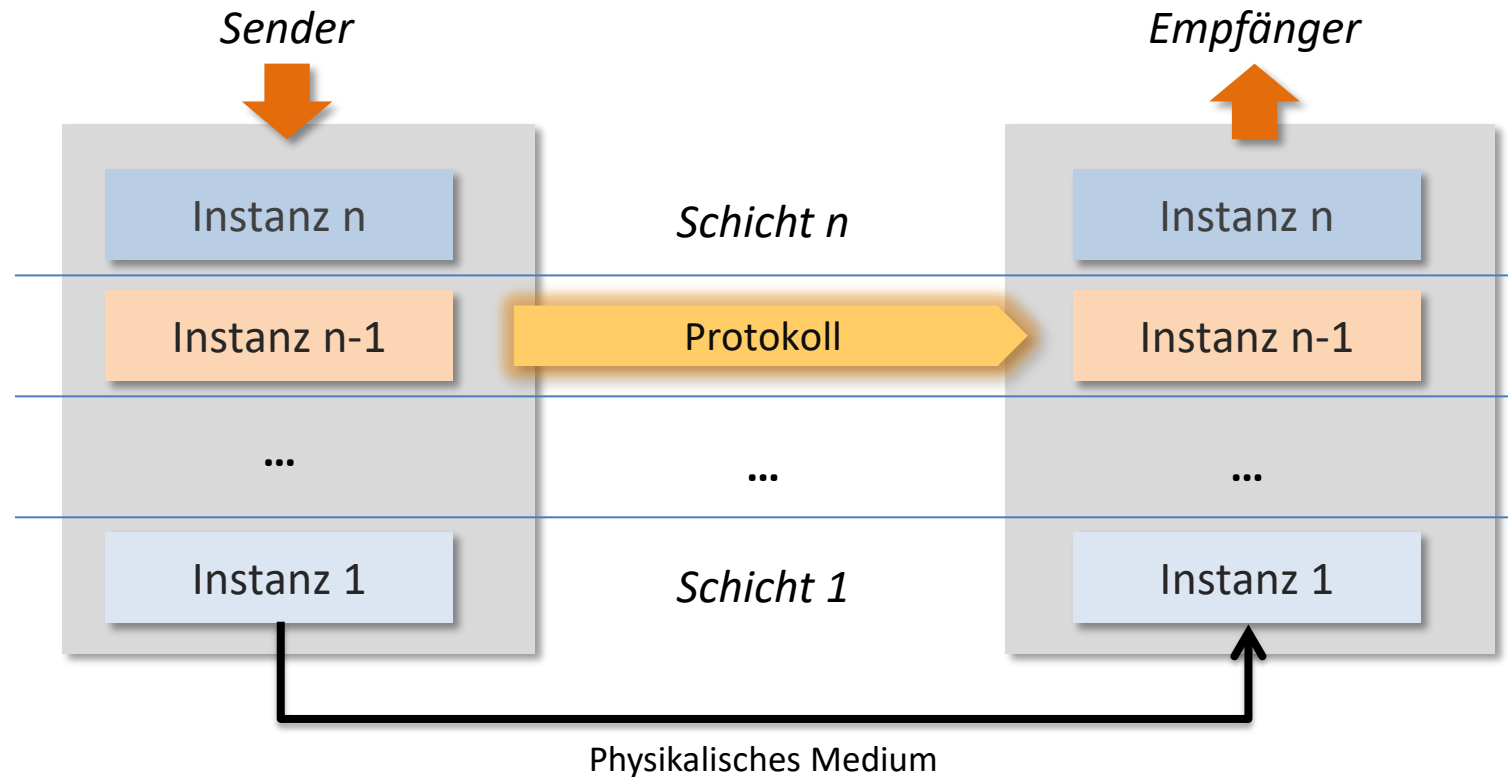 Sender
Empfänger
Instanz n
Schicht n
Instanz n
Instanz n-1
Protokoll
Instanz n-1
...
...
...
Instanz 1
Schicht 1
Instanz 1
Physikalisches Medium